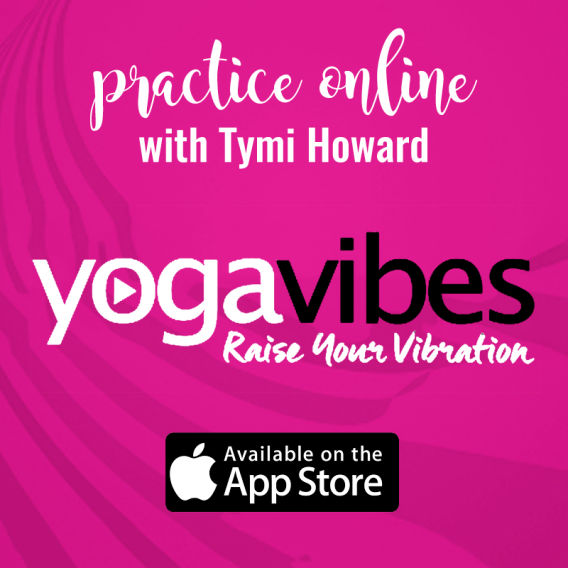 practice online
with Tymi Howard
yogavibes
Raise Your Vibration
Available on the
App Store